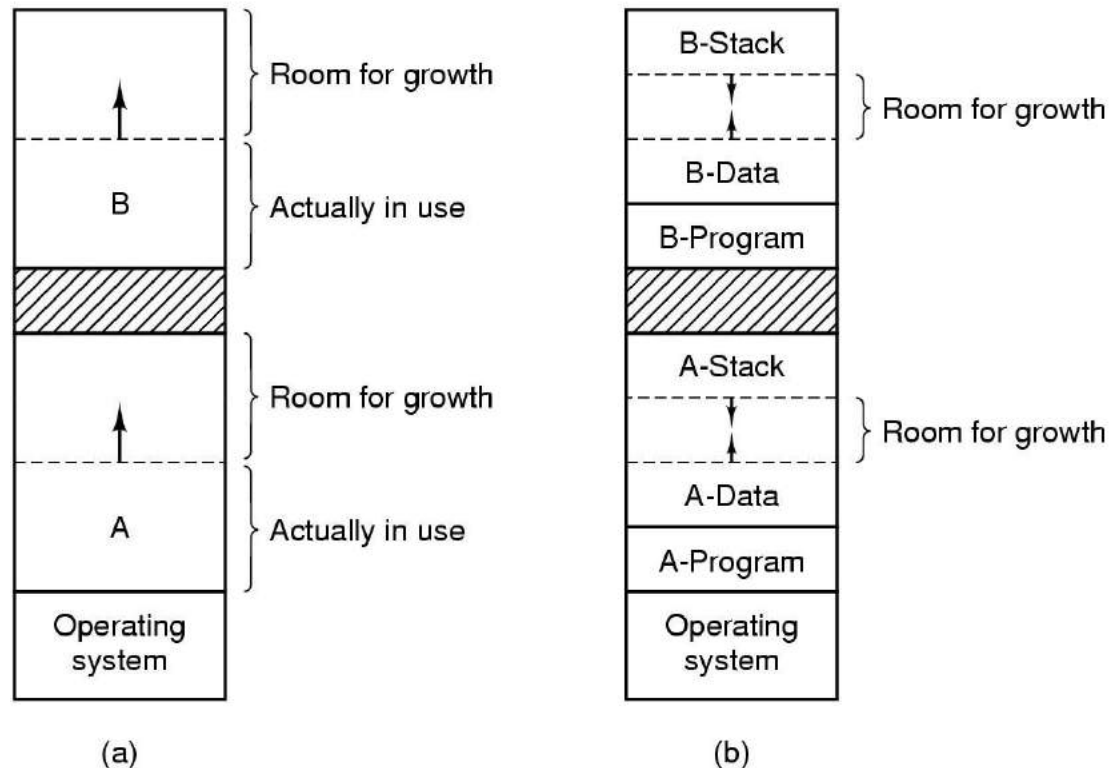 Room for growth
B
Actually in use
Room for growth
A
Actually in use
Operating
system
(a)
B-Stack
Room for growth
B-Data
B-Program
A-Stack
Room for growth
A-Data
A-Program
Operating
system
(b)